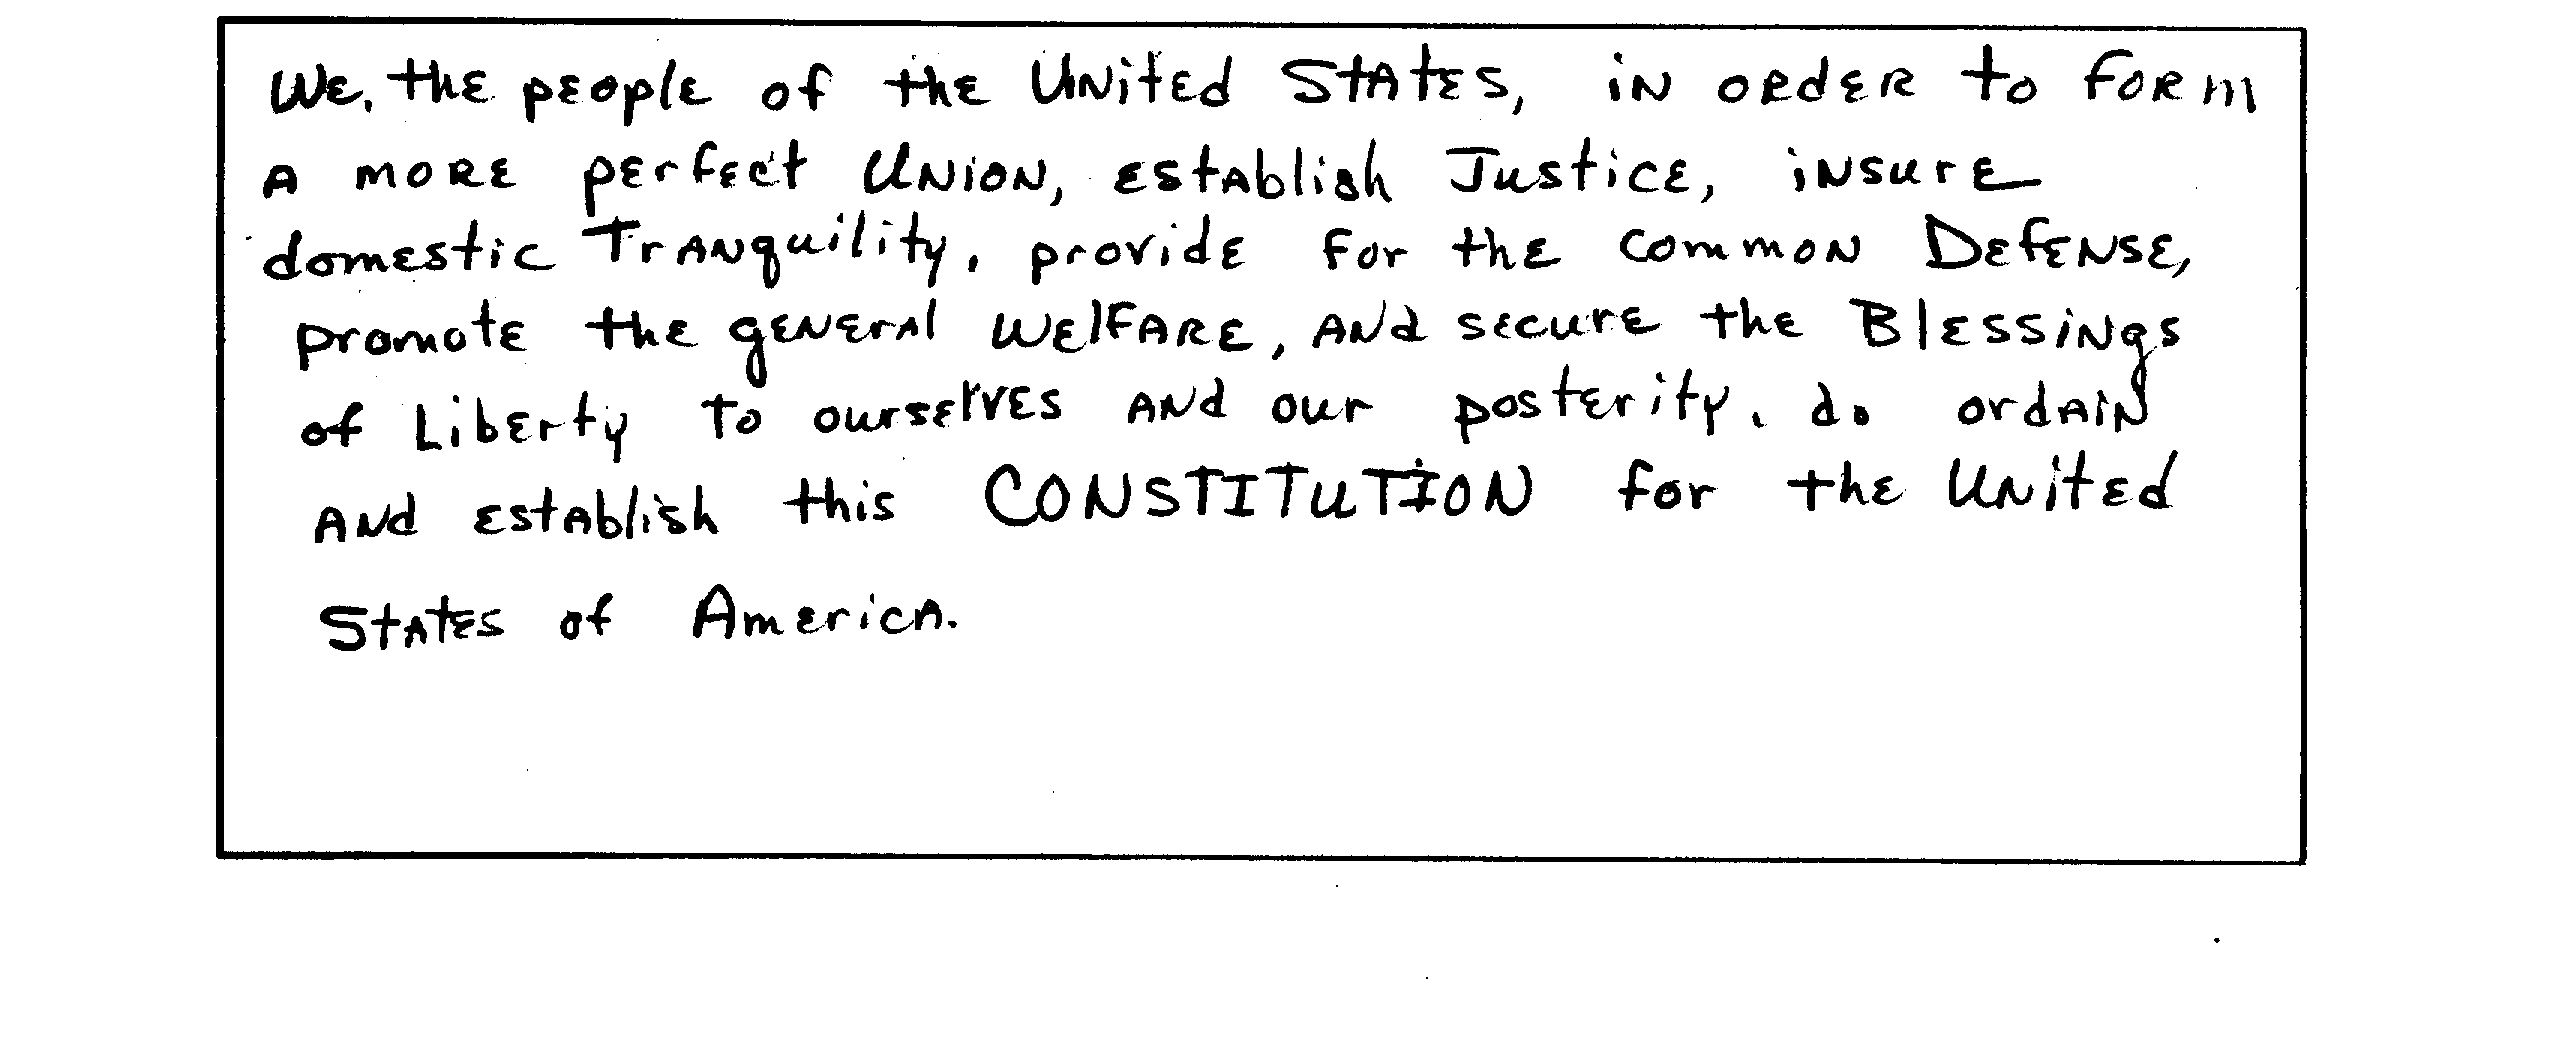 We, the people of the United States, in order to form
a more perfect Union, establish Justice, insure
domestic Tranquility, provide for the common Defense,
promote the general welfare, and secure the Blessings
of Liberty to ourselves and our posterity, do ordain
and establish this CONSTITUTION for the United
States of America.